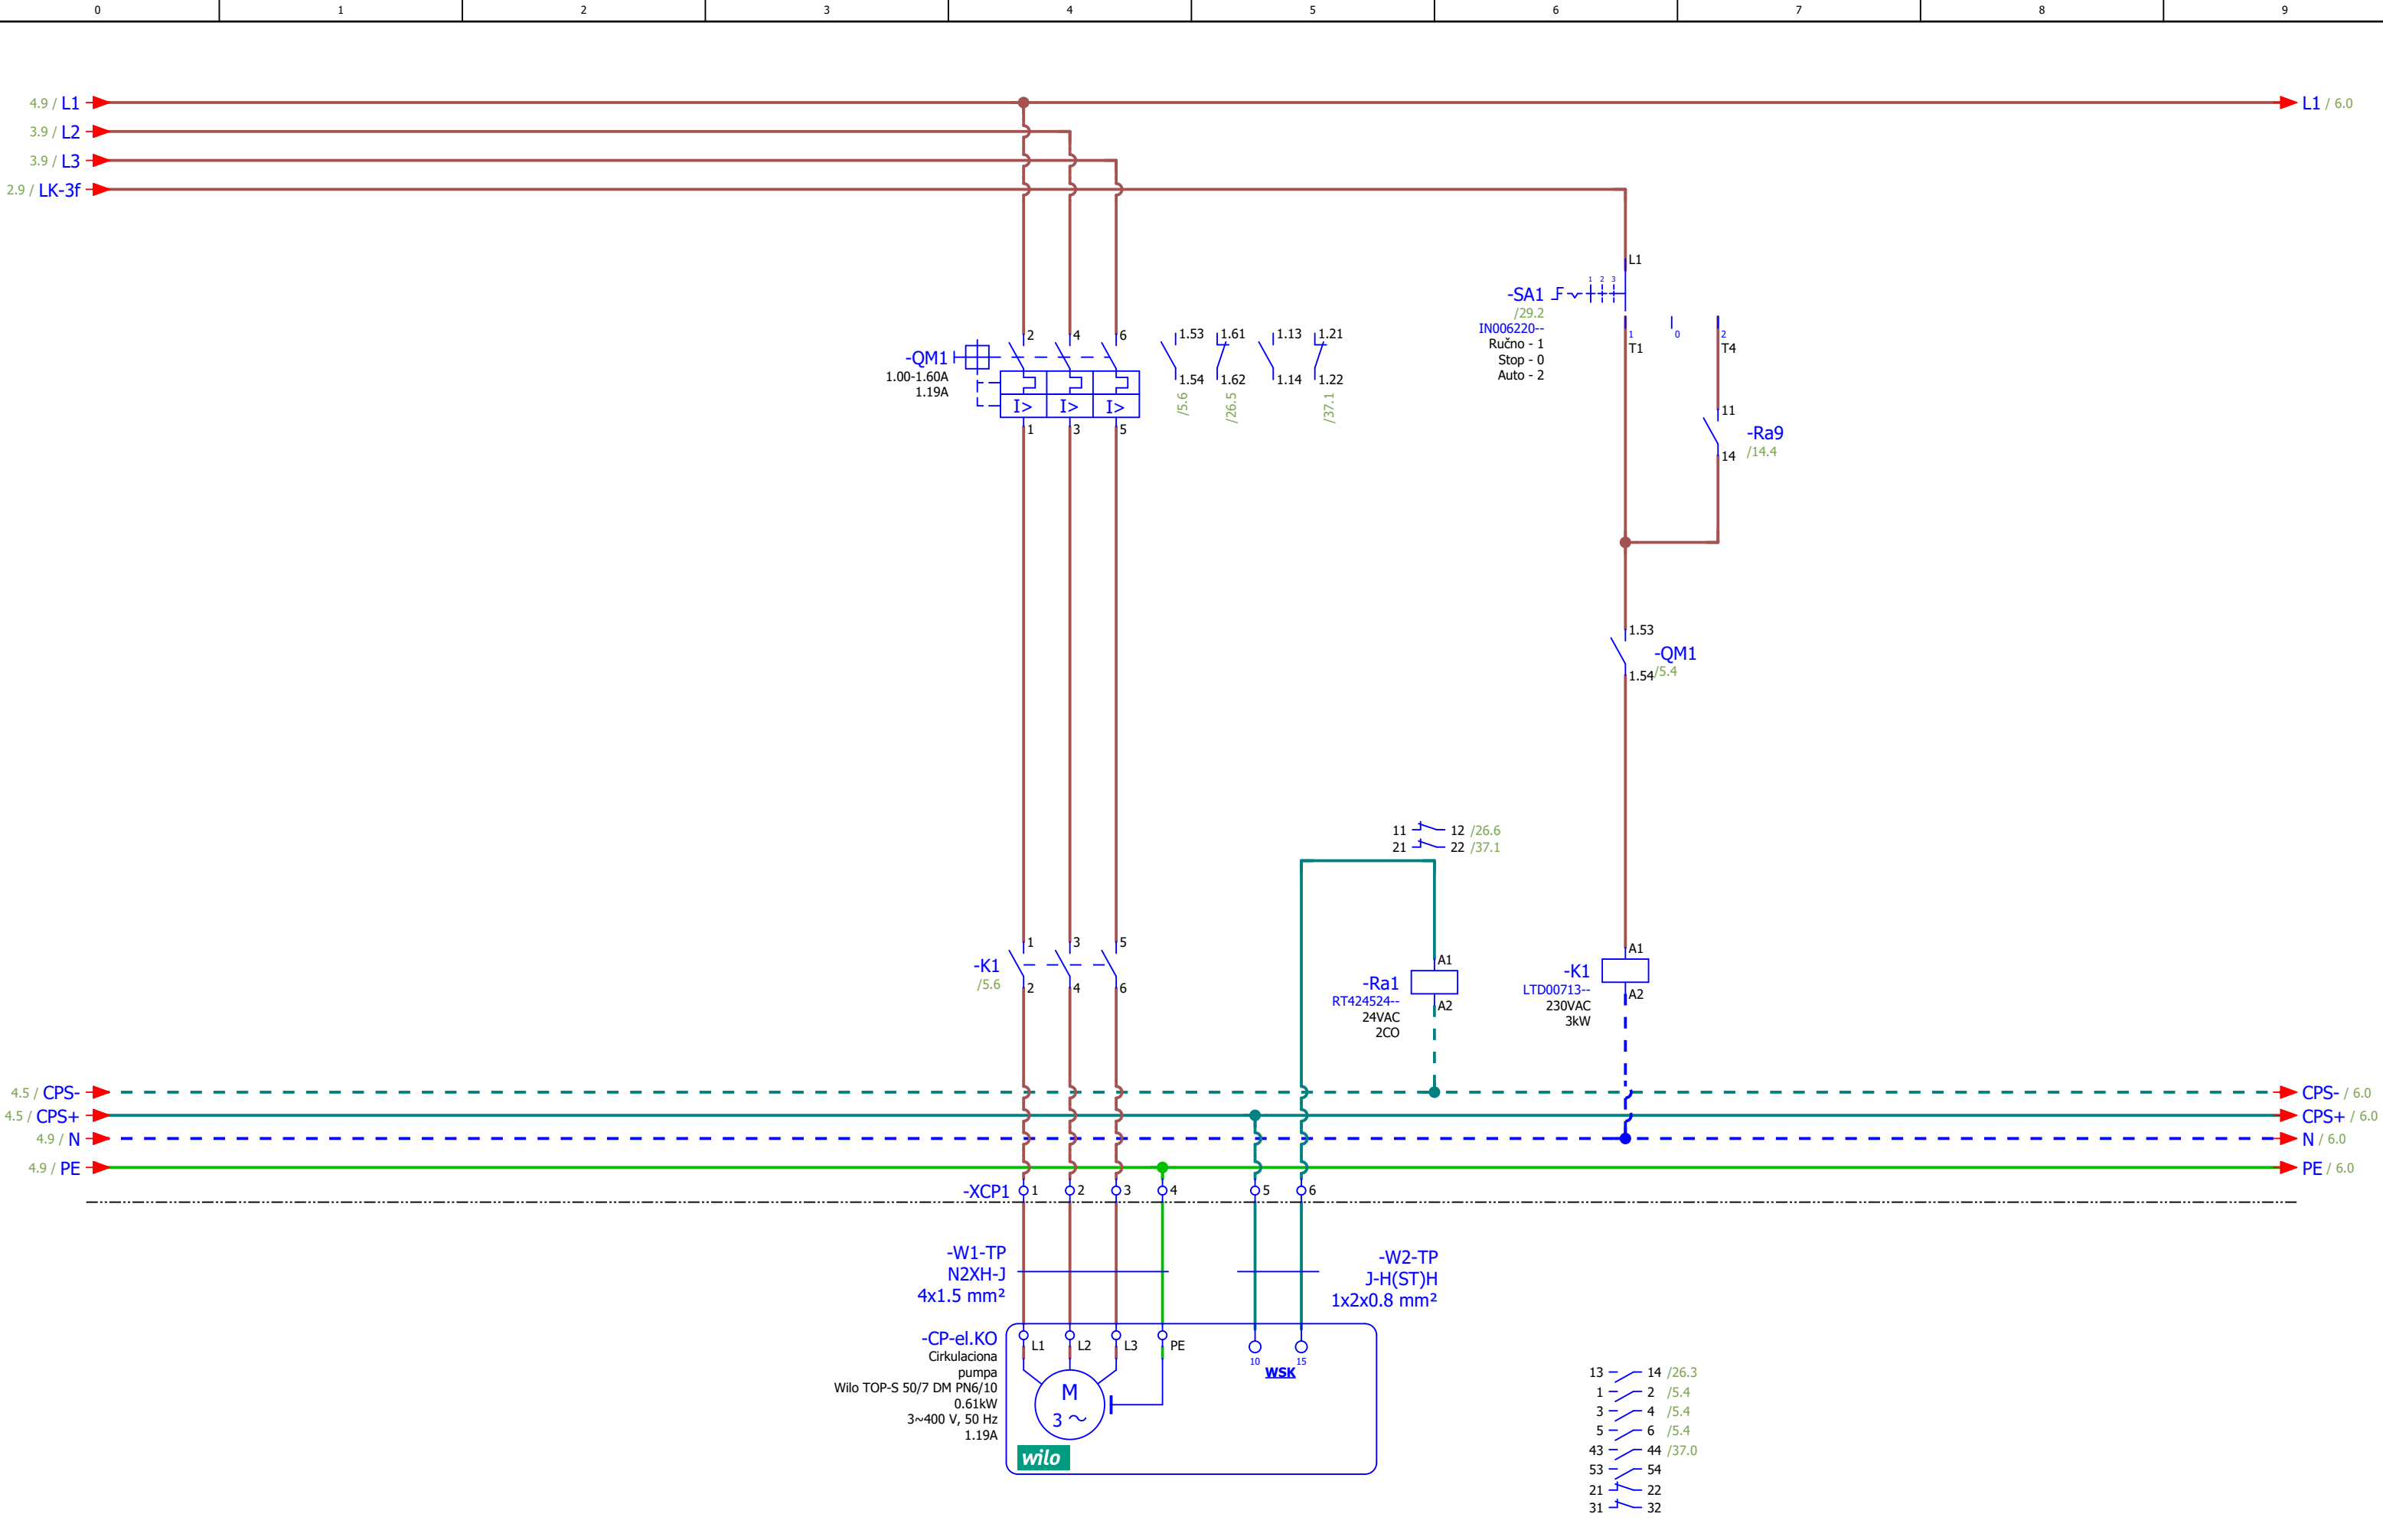 0 1 2 3 4 5 6 7 8 9
4.9 / L1
L1 / 6.0
3.9 / L2
3.9 / L3
2.9 / LK-3f
L1
-SA1
1 2 3
/29.2
IN006220--
Ručno - 1
Stop - 0
Auto - 2
1 0 2
T1 T4
-QM1
1.00-1.60A
1.19A
2 4 6
I> I> I>
1 3 5
1.53 1.61 1.13 1.21
1.54 1.62 1.14 1.22
/5.6 /26.5 /37.1
11
-Ra9
/14.4
14
1.53
-QM1
1.54 /5.4
11 12 /26.6
21 22 /37.1
1 3 5
-K1
/5.6
2 4 6
A1
-Ra1
RT424524--
A2
24VAC
2CO
A1
-K1
LTD00713--
A2
230VAC
3kW
4.5 / CPS-
CPS- / 6.0
4.5 / CPS+
CPS+ / 6.0
4.9 / N
N / 6.0
4.9 / PE
PE / 6.0
-XCP1 1 2 3 4 5 6
-W1-TP
N2XH-J
4x1.5 mm²
-W2-TP
J-H(ST)H
1x2x0.8 mm²
-CP-el.KO
Cirkulaciona
pumpa
Wilo TOP-S 50/7 DM PN6/10
0.61kW
3~400 V, 50 Hz
1.19A
L1 L2 L3 PE
10 15
WSK
M
3 ~
wilo
13 14 /26.3
1 2 /5.4
3 4 /5.4
5 6 /5.4
43 44 /37.0
53 54
21 22
31 32